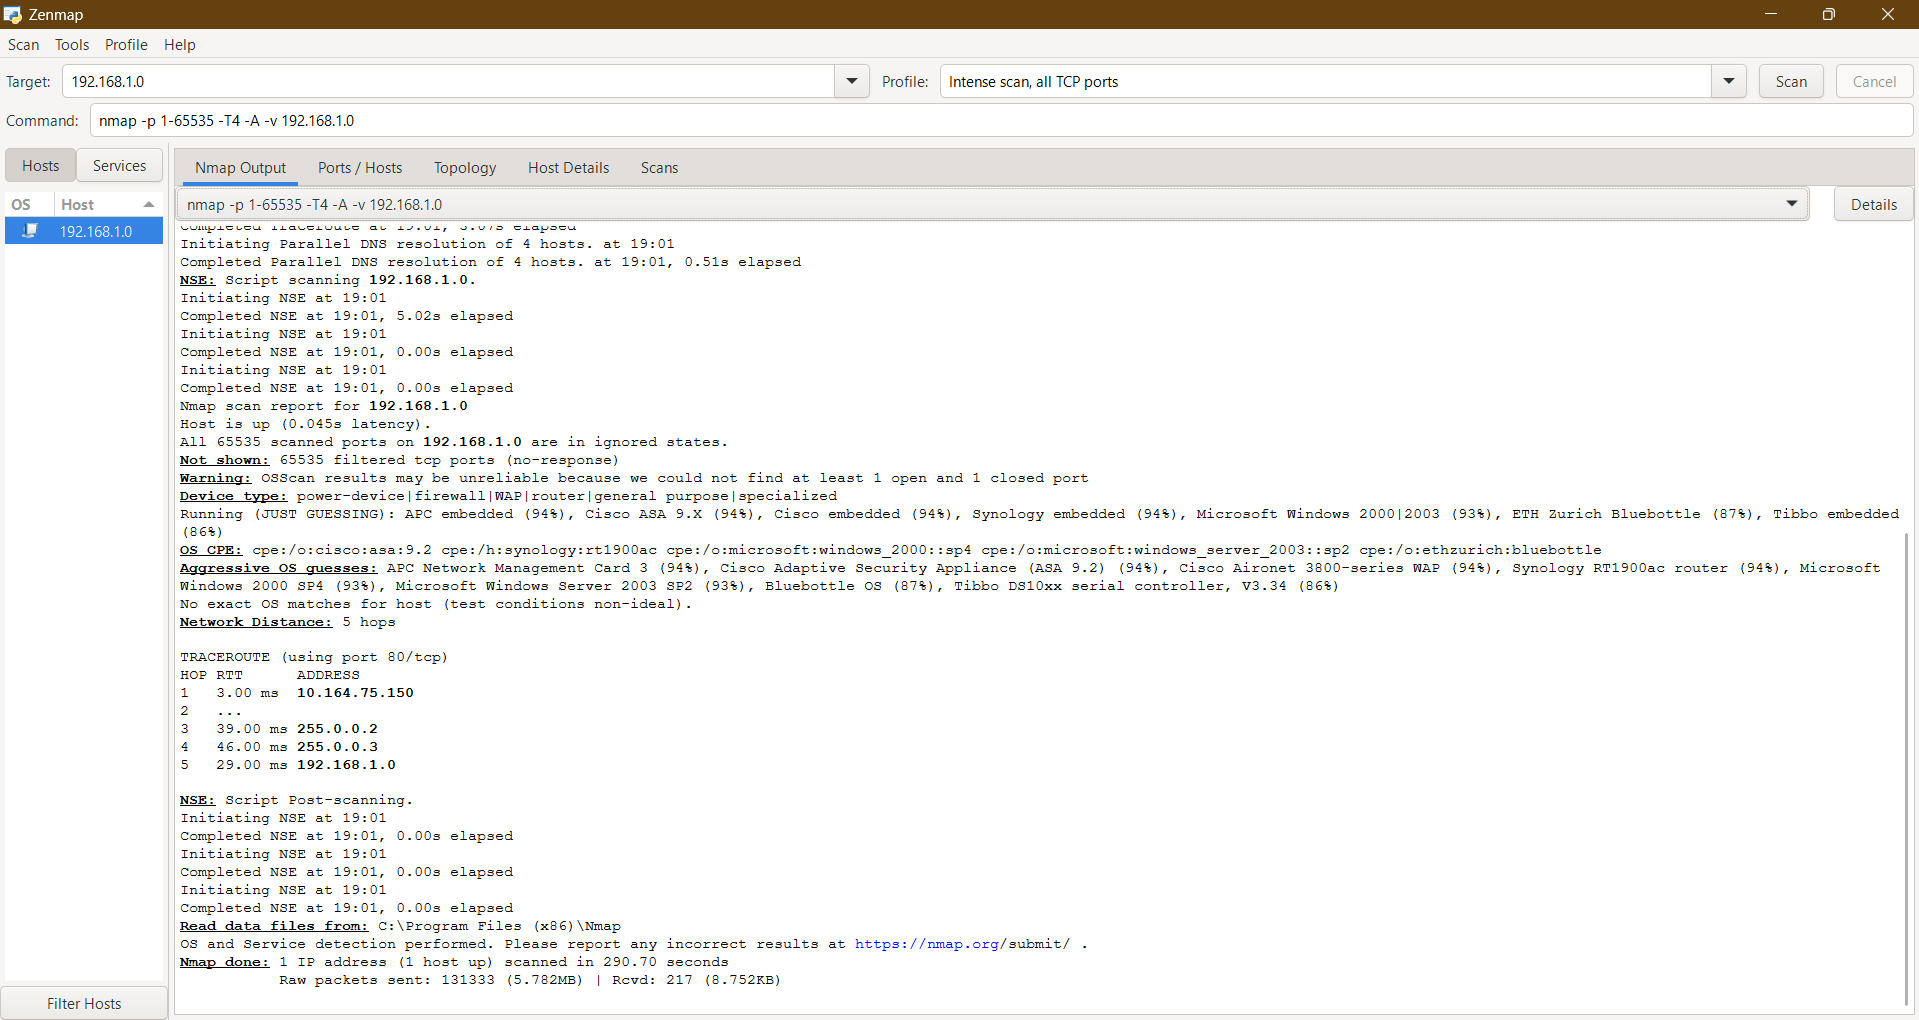 Zenmap
Scan Tools Profile Help
Target: 192.168.1.0 Profile: Intense scan, all TCP ports Scan Cancel
Command: nmap -p 1-65535 -T4 -A -v 192.168.1.0
Hosts Services
Nmap Output Ports / Hosts Topology Host Details Scans
OS Host
nmap -p 1-65535 -T4 -A -v 192.168.1.0 Details
192.168.1.0
Completed Traceroute at 19:01, 3.07s elapsed
Initiating Parallel DNS resolution of 4 hosts. at 19:01
Completed Parallel DNS resolution of 4 hosts. at 19:01, 0.51s elapsed
NSE: Script scanning 192.168.1.0.
Initiating NSE at 19:01
Completed NSE at 19:01, 5.02s elapsed
Initiating NSE at 19:01
Completed NSE at 19:01, 0.00s elapsed
Initiating NSE at 19:01
Completed NSE at 19:01, 0.00s elapsed
Nmap scan report for 192.168.1.0
Host is up (0.045s latency).
All 65535 scanned ports on 192.168.1.0 are in ignored states.
Not shown: 65535 filtered tcp ports (no-response)
Warning: OSScan results may be unreliable because we could not find at least 1 open and 1 closed port
Device type: power-device|firewall|WAP|router|general purpose|specialized
Running (JUST GUESSING): APC embedded (94%), Cisco ASA 9.X (94%), Cisco embedded (94%), Synology embedded (94%), Microsoft Windows 2000|2003 (93%), ETH Zurich Bluebottle (87%), Tibbo embedded
(86%)
OS CPE: cpe:/o:cisco:asa:9.2 cpe:/h:synology:rt1900ac cpe:/o:microsoft:windows_2000::sp4 cpe:/o:microsoft:windows_server_2003::sp2 cpe:/o:ethzurich:bluebottle
Aggressive OS guesses: APC Network Management Card 3 (94%), Cisco Adaptive Security Appliance (ASA 9.2) (94%), Cisco Aironet 3800-series WAP (94%), Synology RT1900ac router (94%), Microsoft
Windows 2000 SP4 (93%), Microsoft Windows Server 2003 SP2 (93%), Bluebottle OS (87%), Tibbo DS10xx serial controller, V3.34 (86%)
No exact OS matches for host (test conditions non-ideal).
Network Distance: 5 hops
TRACEROUTE (using port 80/tcp)
HOP RTT ADDRESS
1 3.00 ms 10.164.75.150
2 ...
3 39.00 ms 255.0.0.2
4 46.00 ms 255.0.0.3
5 29.00 ms 192.168.1.0
NSE: Script Post-scanning.
Initiating NSE at 19:01
Completed NSE at 19:01, 0.00s elapsed
Initiating NSE at 19:01
Completed NSE at 19:01, 0.00s elapsed
Initiating NSE at 19:01
Completed NSE at 19:01, 0.00s elapsed
Read data files from: C:\Program Files (x86)\Nmap
OS and Service detection performed. Please report any incorrect results at https://nmap.org/submit/ .
Nmap done: 1 IP address (1 host up) scanned in 290.70 seconds
Raw packets sent: 131333 (5.782MB) | Rcvd: 217 (8.752KB)
Filter Hosts